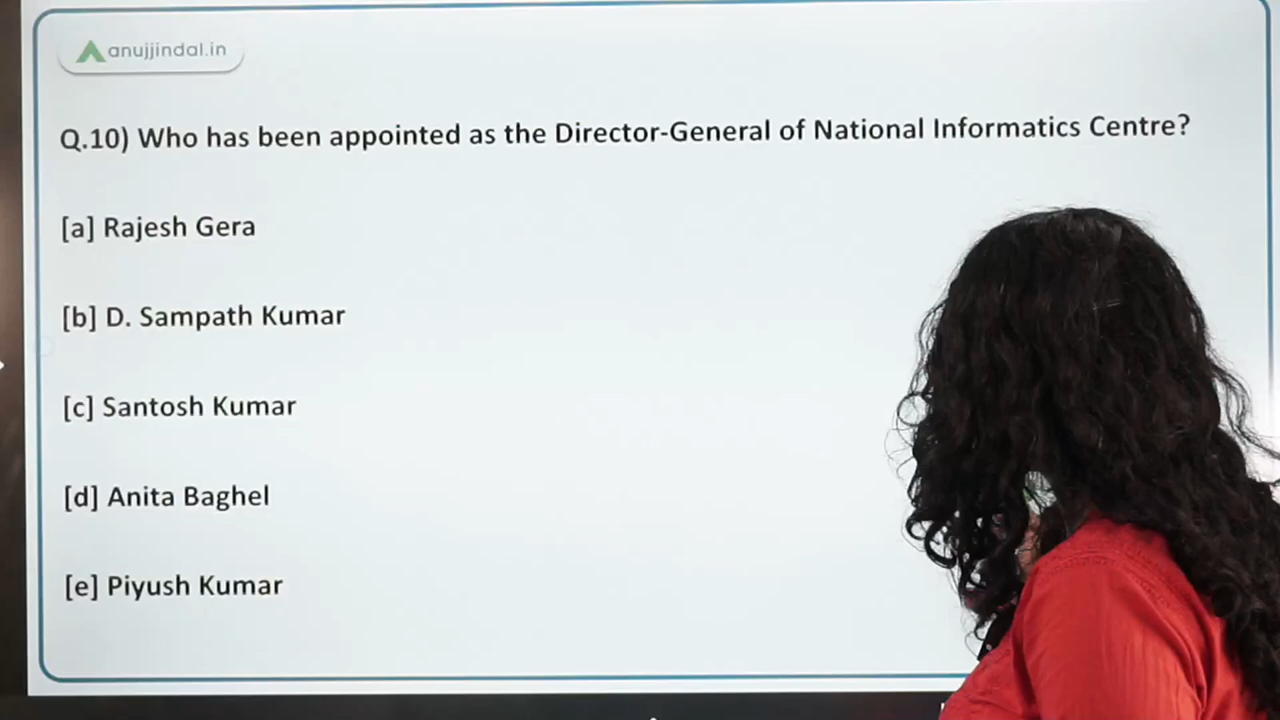 anujjindal.in
Q.10) Who has been appointed as the Director-General of National Informatics Centre?
[a] Rajesh Gera
[b] D. Sampath Kumar
[c] Santosh Kumar
[d] Anita Baghel
[e] Piyush Kumar